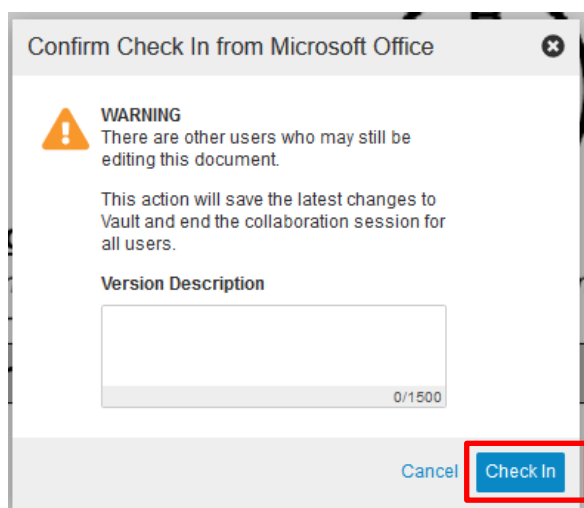 Confirm Check In from Microsoft Office
WARNING
There are other users who may still be
editing this document.
This action will save the latest changes to
Vault and end the collaboration session for
all users.
Version Description
0/1500
Cancel
Check In